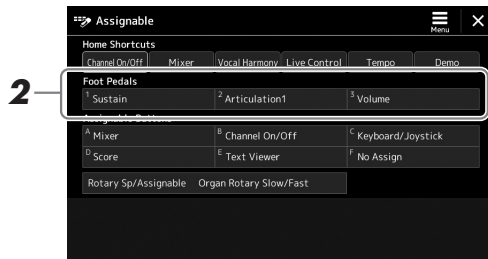 Assignable
Menu
Home Shortcuts
Channel On/Off Mixer Vocal Harmony Live Control Tempo Demo
2
Foot Pedals
1 Sustain 2 Articulation1 3 Volume
Assignable Buttons
A Mixer B Channel On/Off C Keyboard/Joystick
D Score E Text Viewer F No Assign
Rotary Sp/Assignable Organ Rotary Slow/Fast